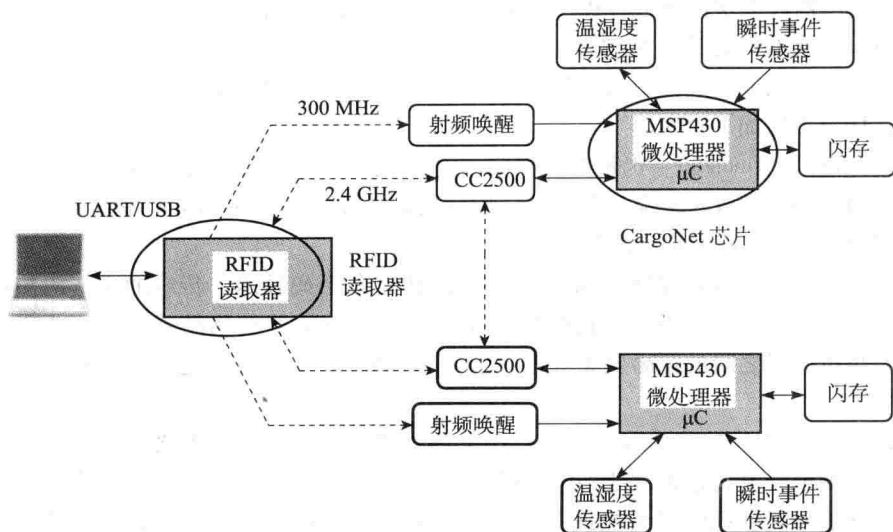 温湿度
传感器
瞬时事件
传感器
300 MHz
射频唤醒
MSP430
微处理器
μC
闪存
CC2500
2.4 GHz
UART/USB
CargoNet 芯片
RFID
读取器
RFID
读取器
CC2500
MSP430
微处理器
μC
闪存
射频唤醒
温湿度
传感器
瞬时事件
传感器